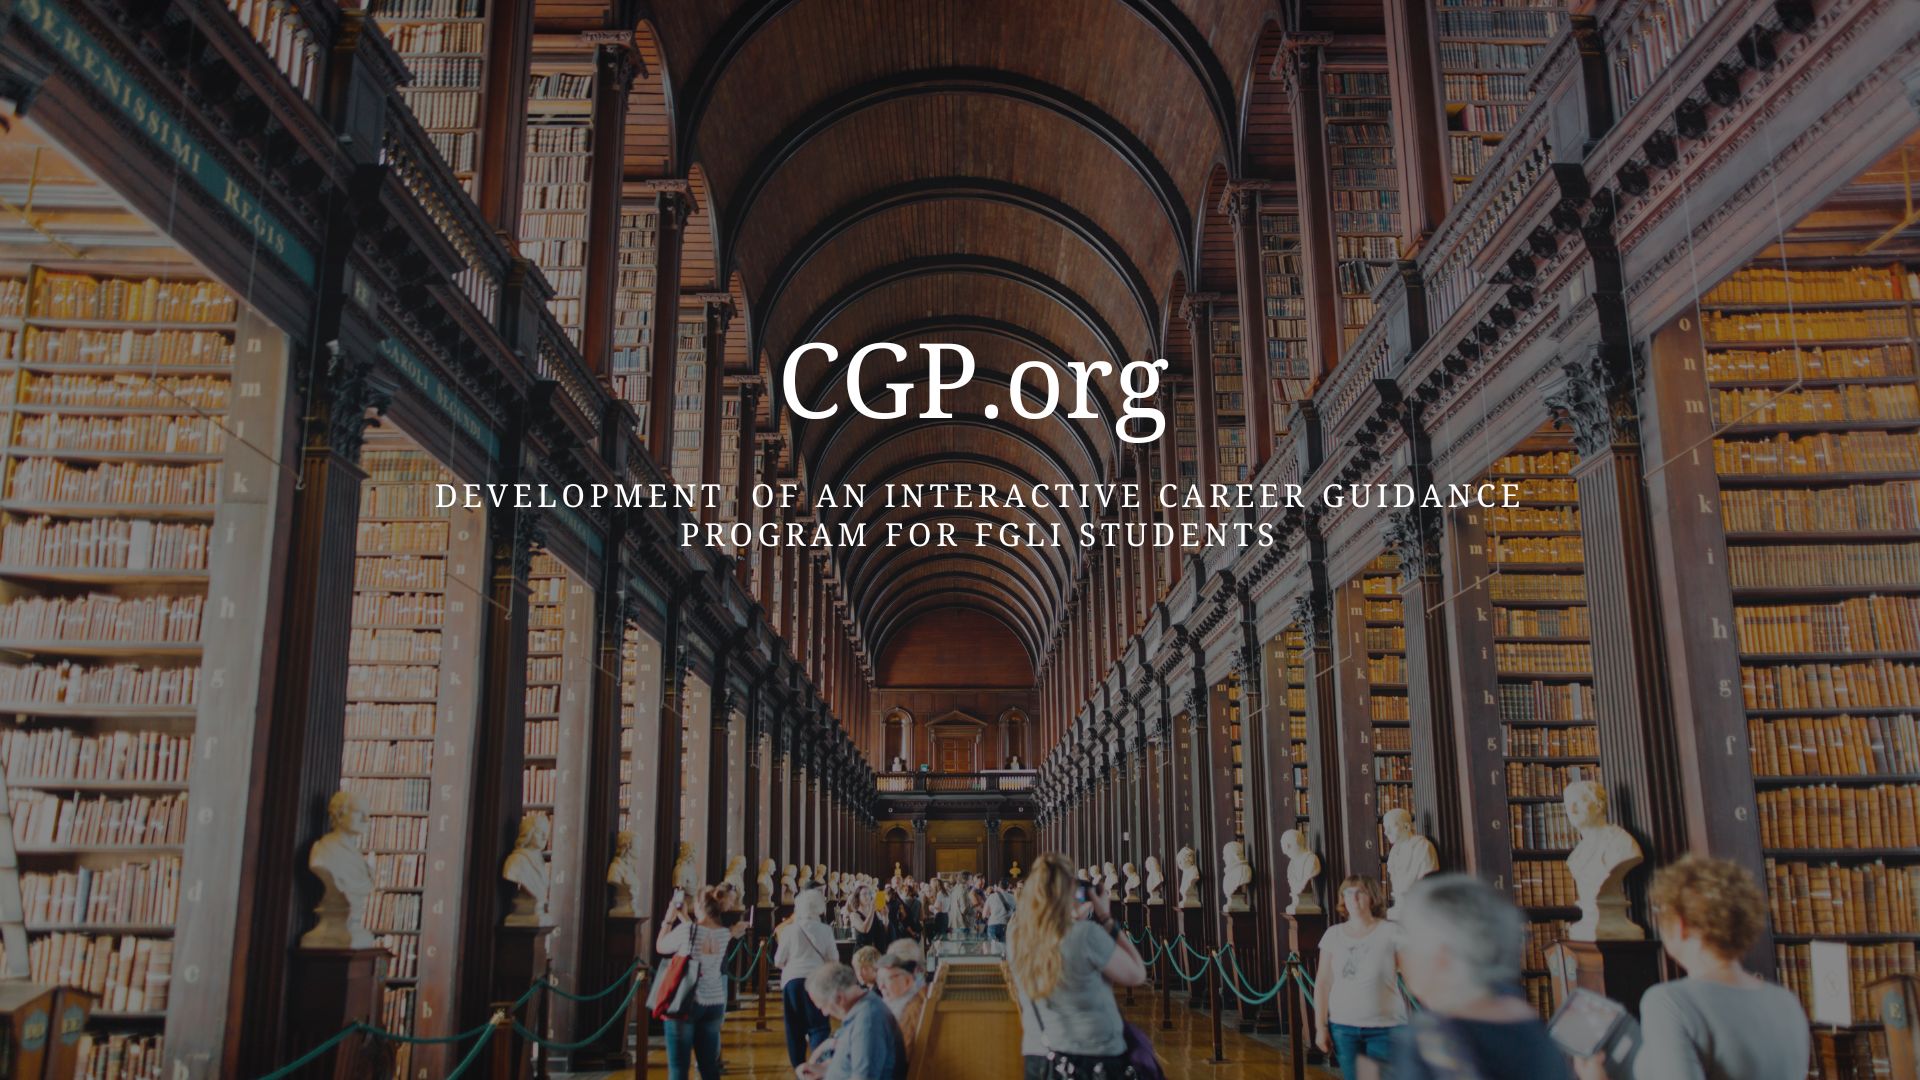 SERENISSIMI REGIS
CAROLI SECUNDI
CGP.org
DEVELOPMENT OF AN INTERACTIVE CAREER GUIDANCE
PROGRAM FOR FGLI STUDENTS
n
m
l
k
i
h
g
f
e
d
c
b
o
n
m
l
k
i
h
g
f
e